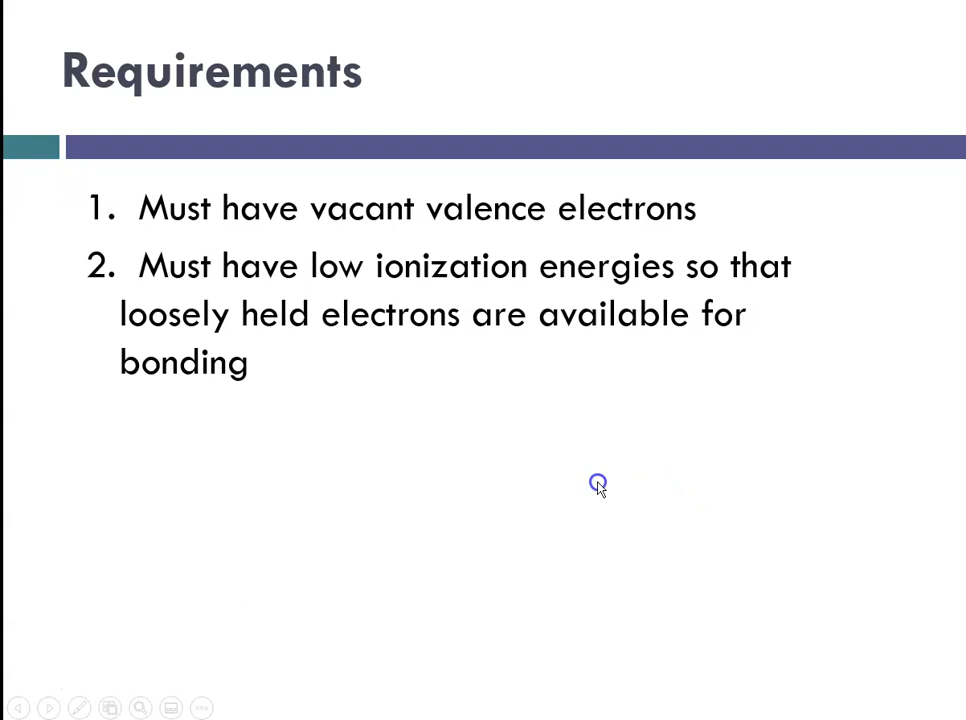 Requirements
1. Must have vacant valence electrons
2. Must have low ionization energies so that
loosely held electrons are available for
bonding